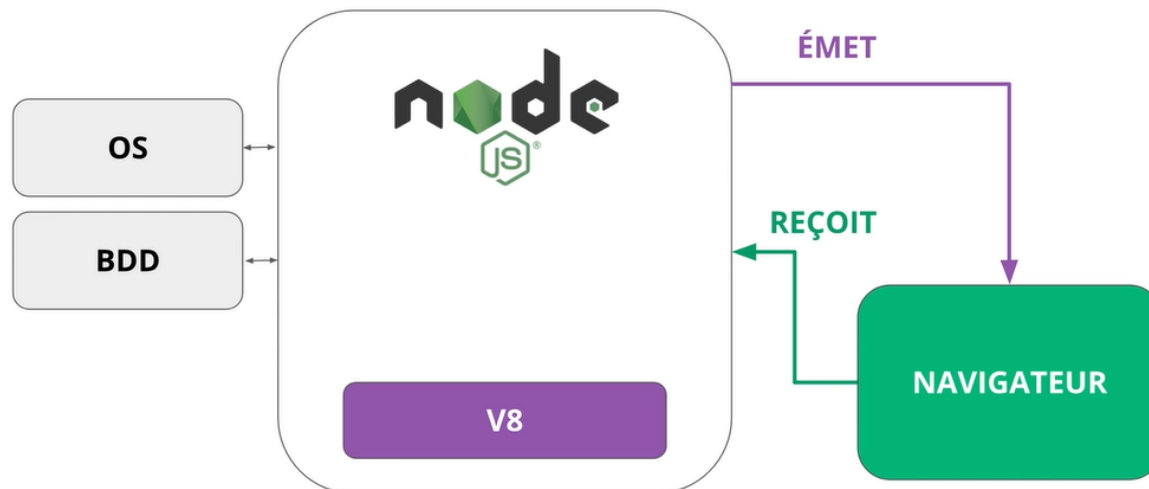 node
JS®
ÉMET
OS
REÇOIT
BDD
NAVIGATEUR
V8